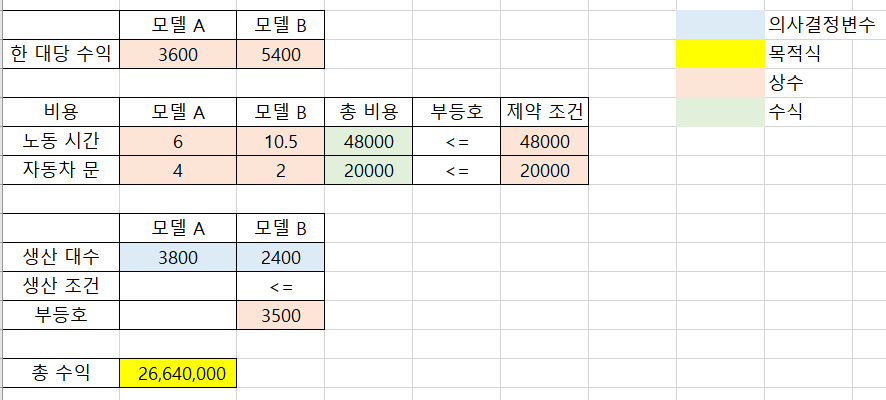 모델 A 모델 B 의사결정변수
한 대당 수익 3600 5400 목적식
상수
비용 모델 A 모델 B 총 비용 부등호 제약 조건 수식
노동 시간 6 10.5 48000 <= 48000
자동차 문 4 2 20000 <= 20000
모델 A 모델 B
생산 대수 3800 2400
생산 조건 <=
부등호 3500
총 수익 26,640,000